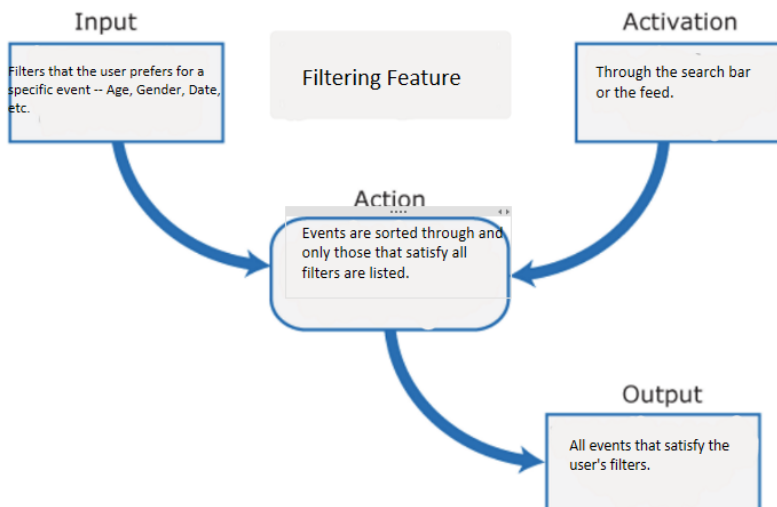 Input
Filters that the user prefers for a
specific event -- Age, Gender, Date,
etc.
Filtering Feature
Activation
Through the search bar
or the feed.
Action
Events are sorted through and
only those that satisfy all
filters are listed.
Output
All events that satisfy the
user's filters.